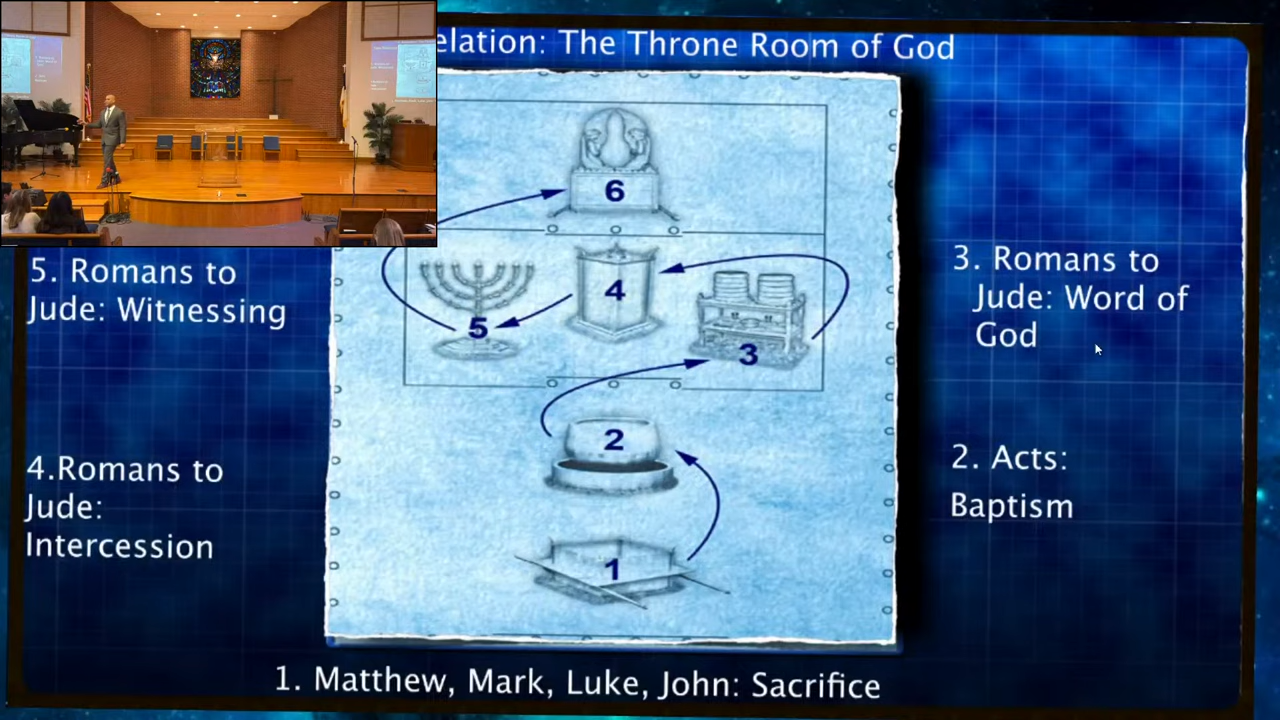 elation: The Throne Room of God
6
5. Romans to
Jude: Witnessing
4
5
3
3. Romans to
Jude: Word of
God
2
4.Romans to
Jude:
Intercession
2. Acts:
Baptism
1
1. Matthew, Mark, Luke, John: Sacrifice